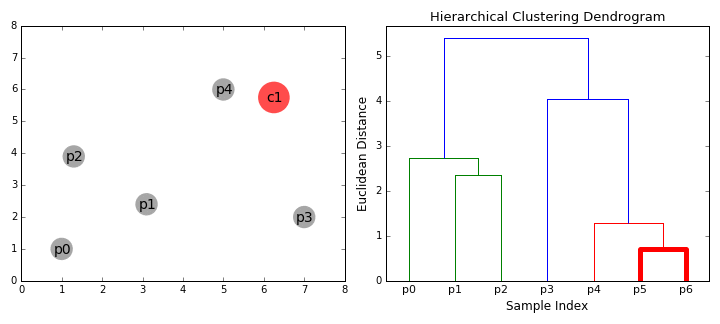 8
7
6
5
4
3
2
1
0
p4
c1
p2
p1
p3
p0
0 1 2 3 4 5 6 7 8
Hierarchical Clustering Dendrogram
Euclidean Distance
5
4
3
2
1
0
p0 p1 p2 p3 p4 p5 p6
Sample Index